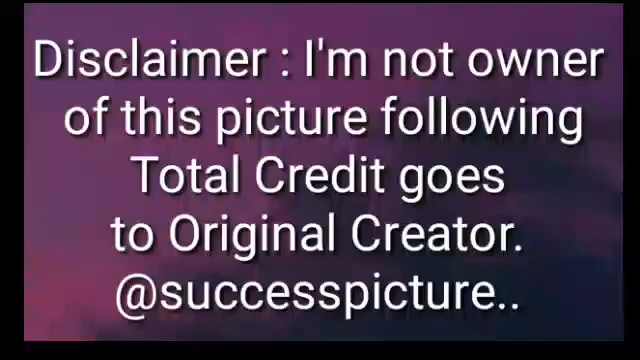 Disclaimer : I'm not owner
of this picture following
Total Credit goes
to Original Creator.
@successpicture..